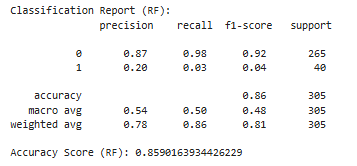 Classification Report (RF):
precision recall f1-score support
0 0.87 0.98 0.92 265
1 0.20 0.03 0.04 40
accuracy 0.86 305
macro avg 0.54 0.50 0.48 305
weighted avg 0.78 0.86 0.81 305
Accuracy Score (RF): 0.8590163934426229